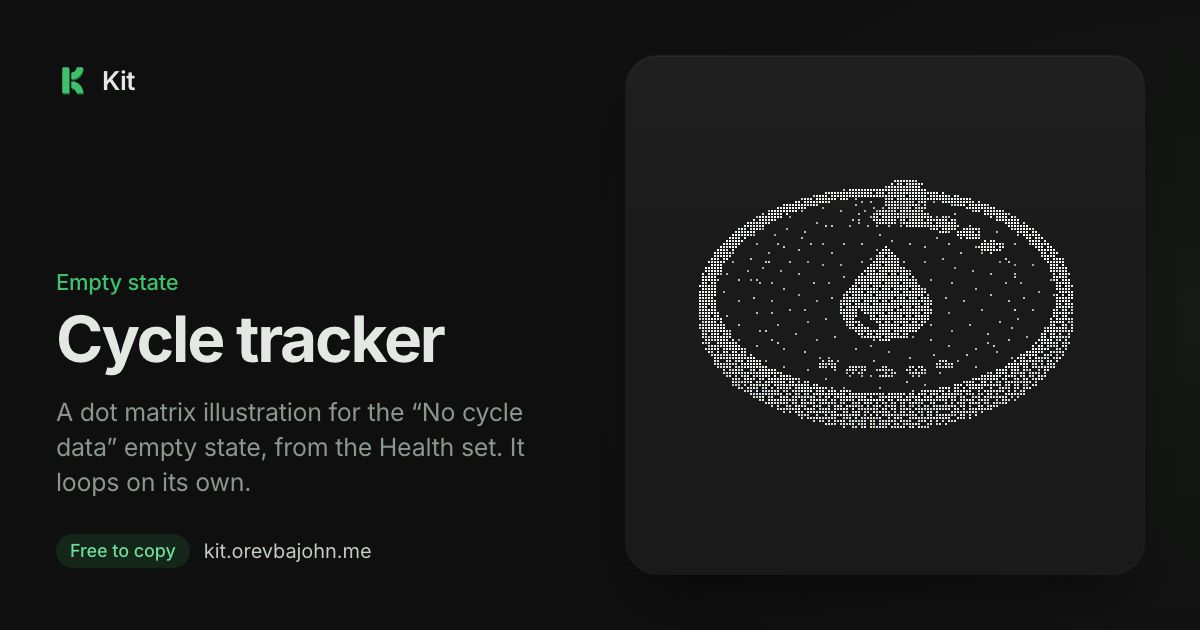 Kit
Empty state
Cycle tracker
A dot matrix illustration for the “No cycle
data” empty state, from the Health set. It
loops on its own.
Free to copy
kit.orevbajohn.me